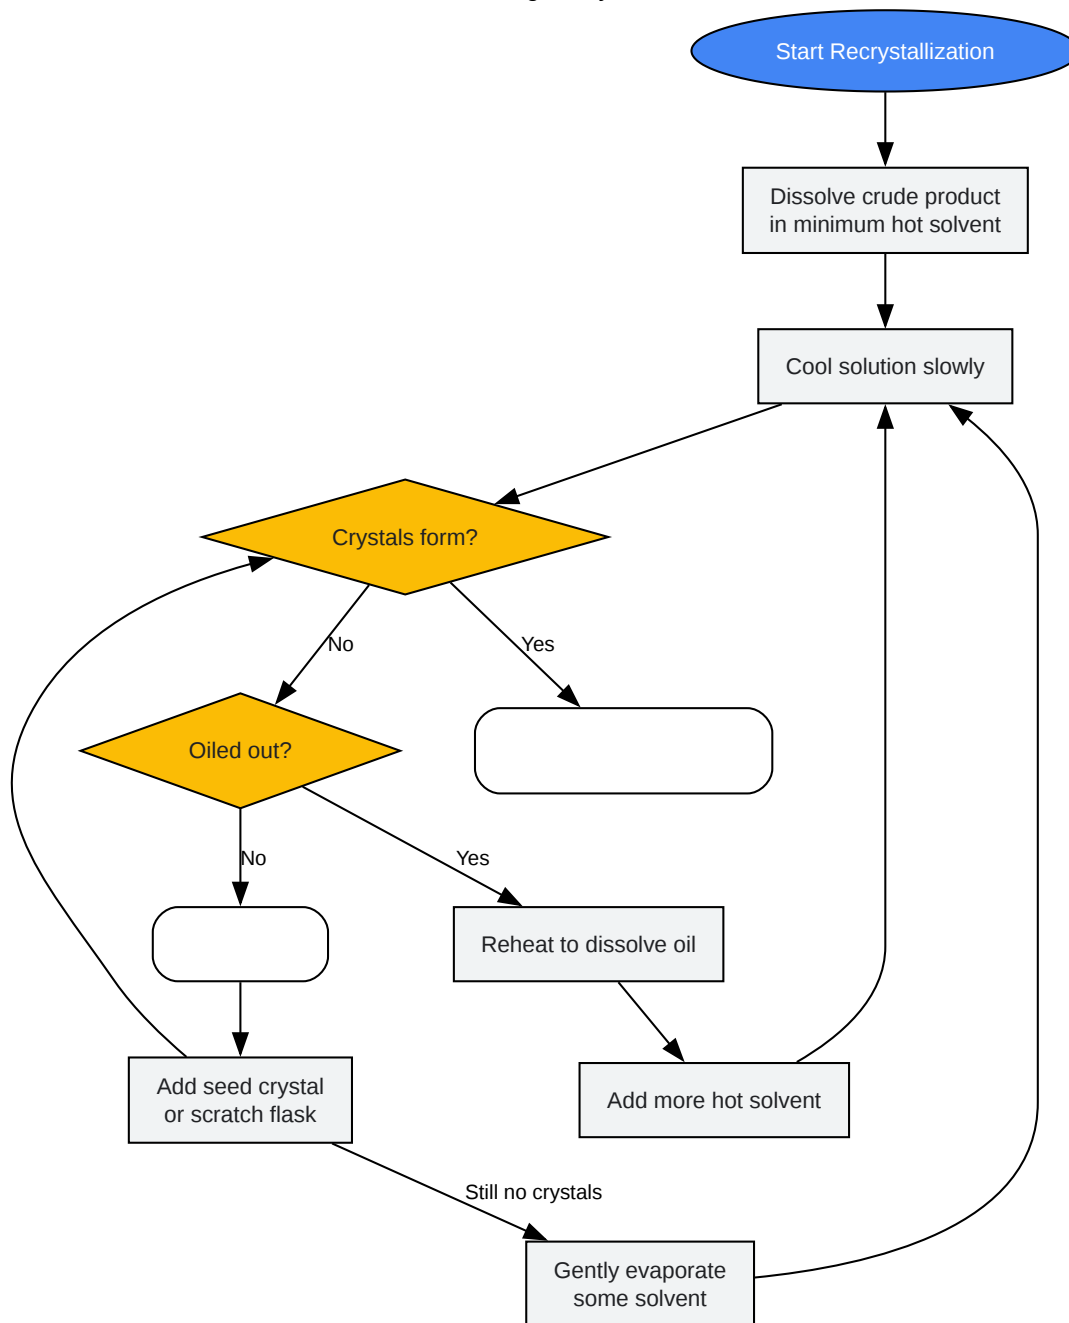 Start Recrystallization
Dissolve crude product
in minimum hot solvent
Cool solution slowly
Crystals form?
No
Yes
Oiled out?
No
Yes
Reheat to dissolve oil
Add seed crystal
or scratch flask
Add more hot solvent
Still no crystals
Gently evaporate
some solvent